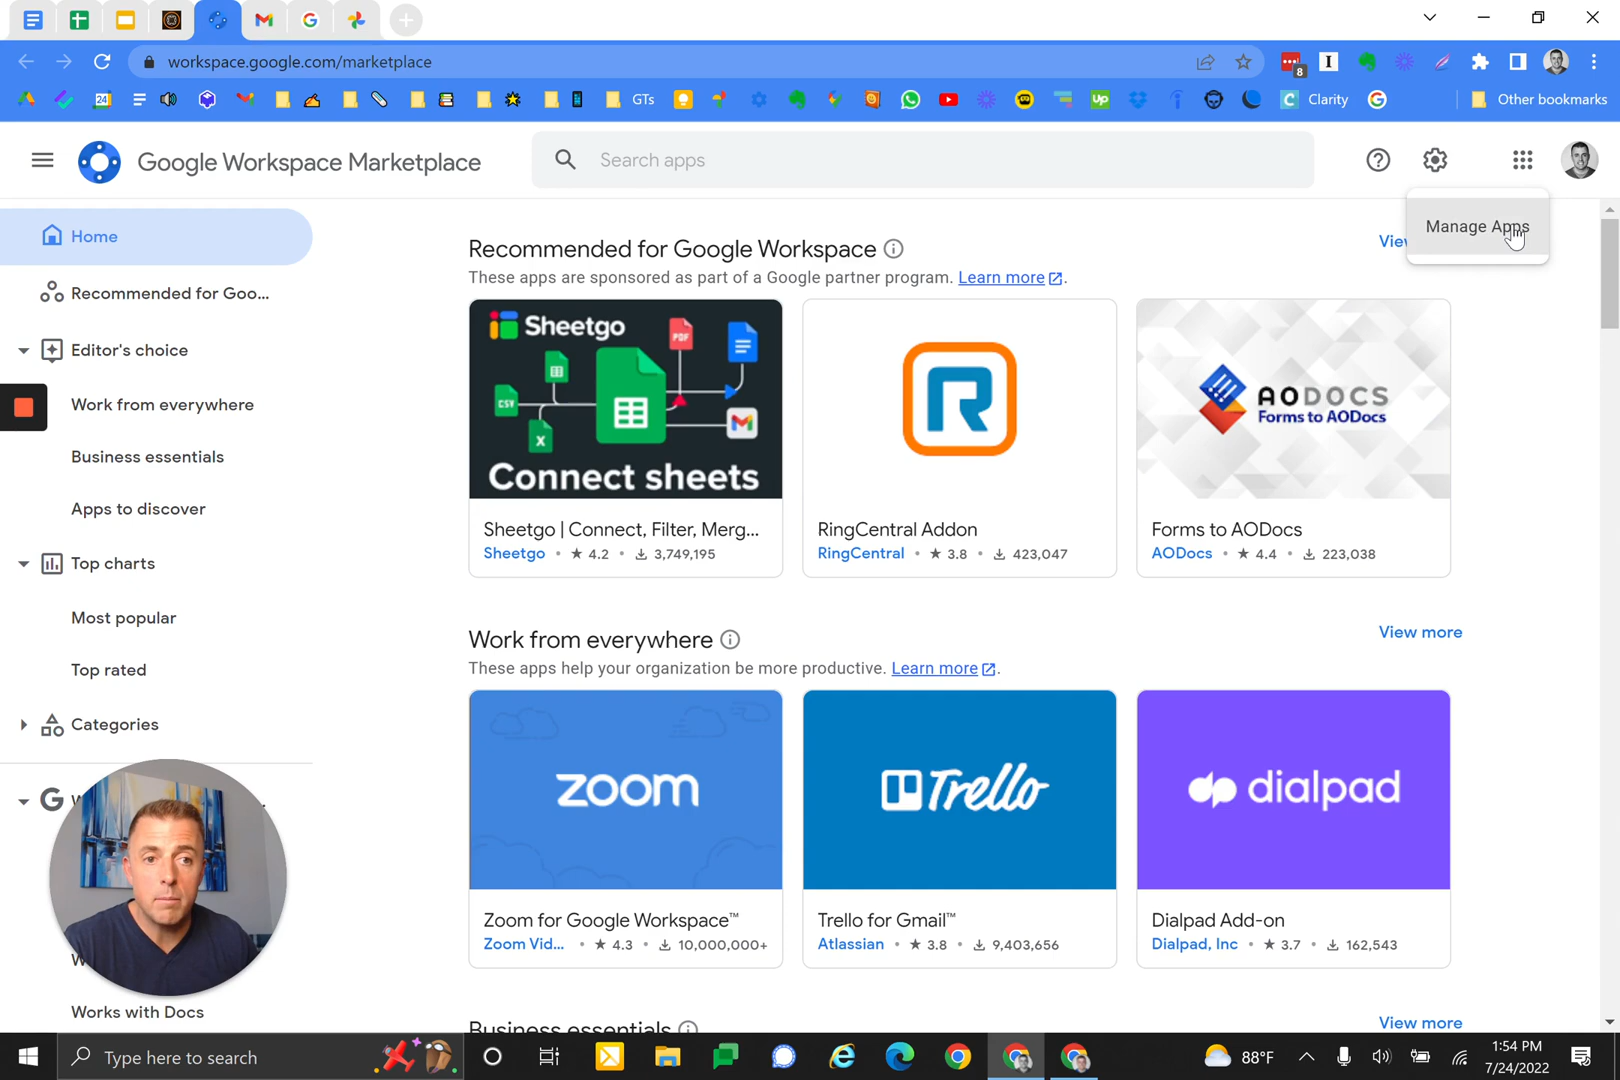 workspace.google.com/marketplace
8
24
GTs
Clarity
Other bookmarks
Google Workspace Marketplace
Search apps
Manage Apps
Home
Recommended for Goo...
Editor's choice
Work from everywhere
Business essentials
Apps to discover
Top charts
Most popular
Top rated
Categories
Works with Docs
Recommended for Google Workspace
View
These apps are sponsored as part of a Google partner program. Learn more.
Sheetgo
PDF
CSV
X
Connect sheets
R
AODOCS
Forms to AODocs
Sheetgo | Connect, Filter, Merg...
Sheetgo • ★ 4.2 • 3,749,195
RingCentral Addon
RingCentral • ★ 3.8 • 423,047
Forms to AODocs
AODocs • ★ 4.4 • 223,038
Work from everywhere
View more
These apps help your organization be more productive. Learn more.
zoom
Trello
dialpad
Zoom for Google Workspace™
Zoom Vid... • ★ 4.3 • 10,000,000+
Trello for Gmail™
Atlassian • ★ 3.8 • 9,403,656
Dialpad Add-on
Dialpad, Inc • ★ 3.7 • 162,543
Business essentials
View more
Type here to search
88°F
1:54 PM
7/24/2022